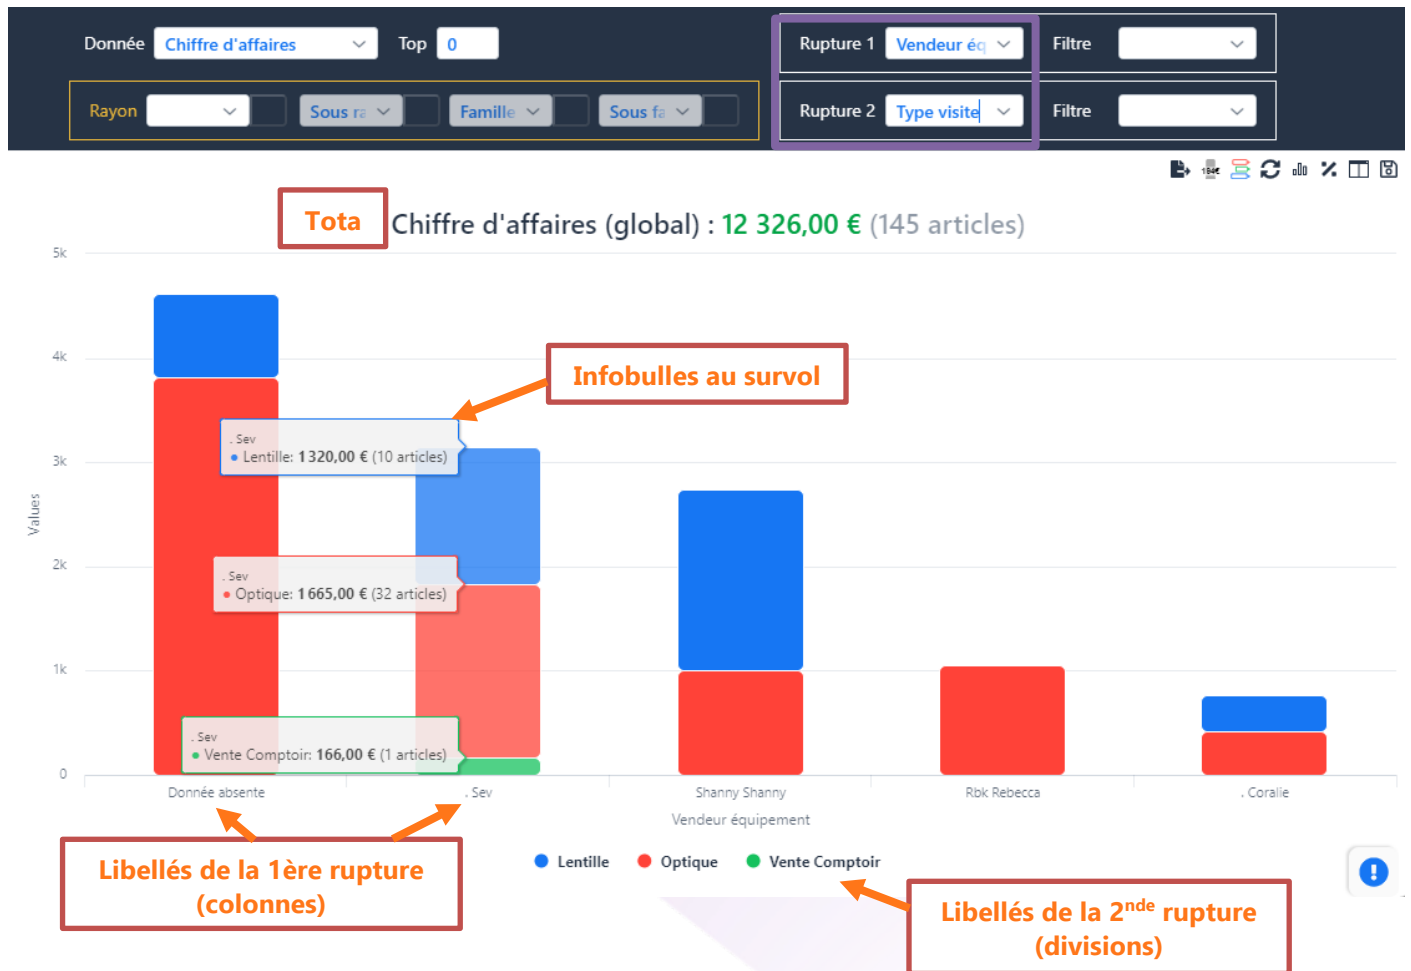 Donnée Chiffre d'affaires Top 0 Rupture 1 Vendeur éq Filtre
Rayon Sous ra Famille Sous fa Rupture 2 Type visite Filtre
Tota Chiffre d'affaires (global) : 12 326,00 € (145 articles)
5k
4k
Infobulles au survol
. Sev
Lentille: 1 320,00 € (10 articles)
3k
Values
2k
. Sev
Optique: 1 665,00 € (32 articles)
1k
. Sev
Vente Comptoir: 166,00 € (1 articles)
0
Donnée absente . Sev Shanny Shanny Rbk Rebecca . Coralie
Vendeur équipement
Lentille Optique Vente Comptoir
Libellés de la 1ère rupture
(colonnes)
Libellés de la 2nde rupture
(divisions)